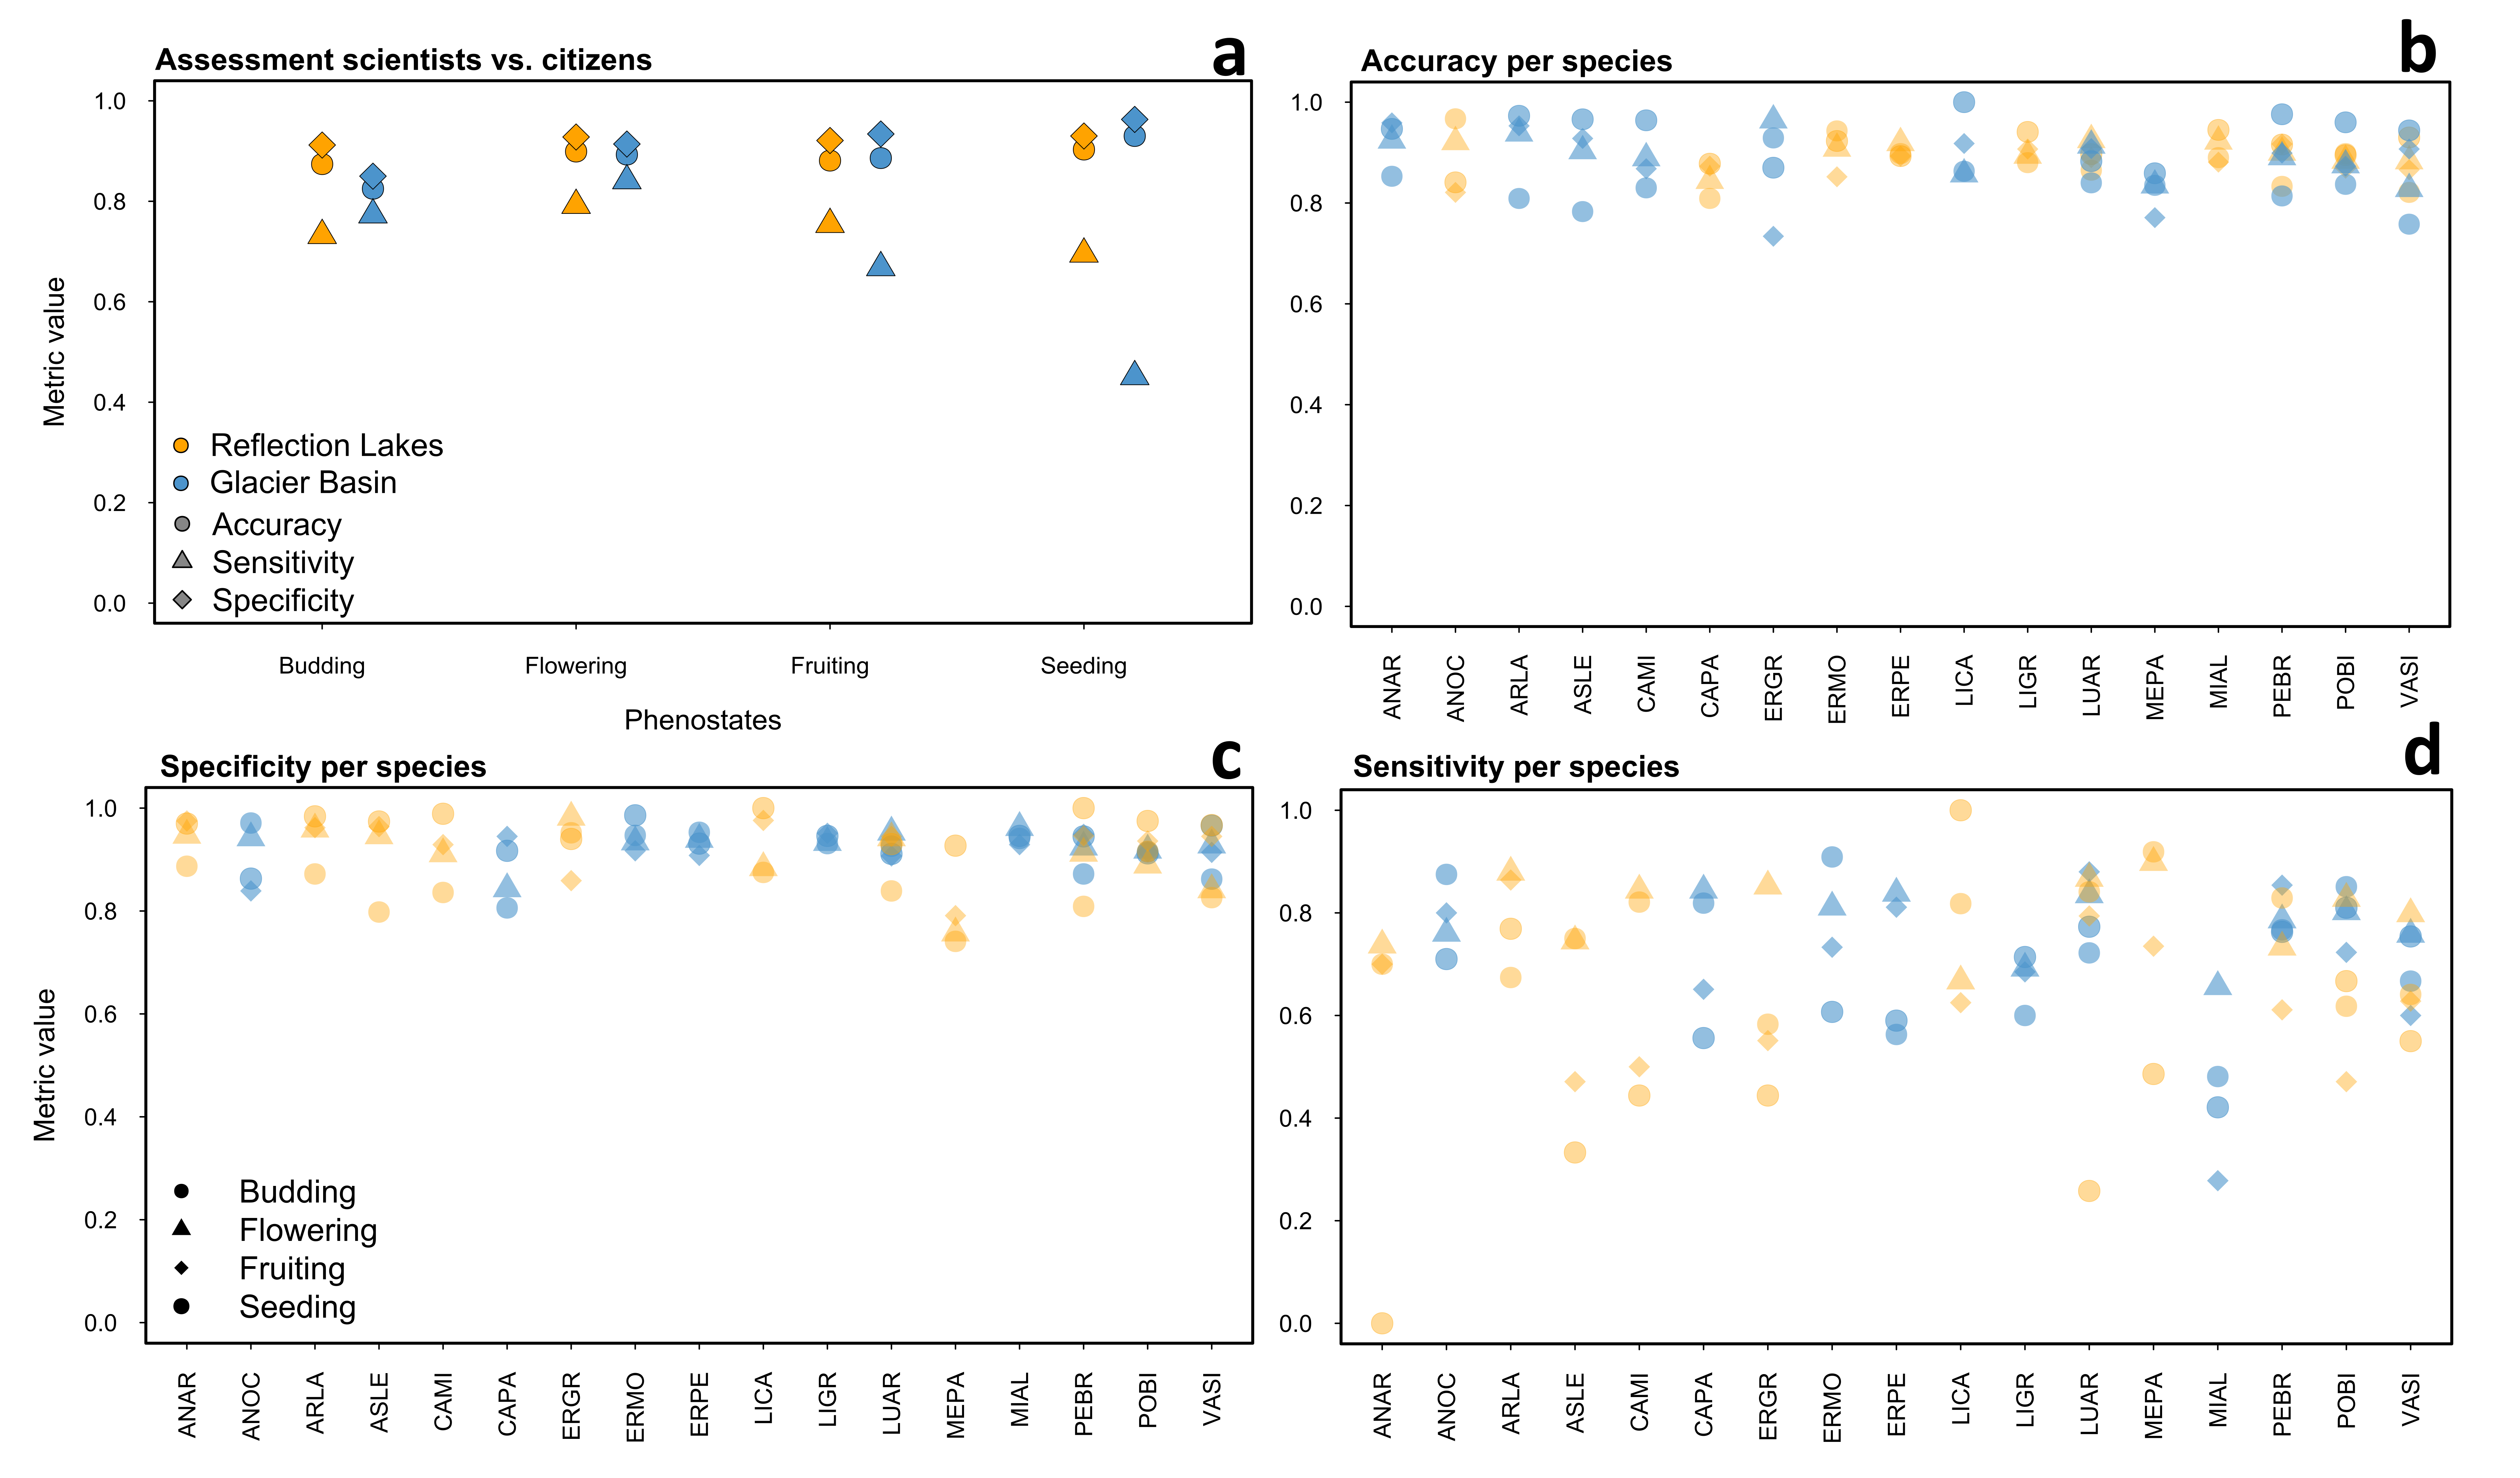 Assessment scientists vs. citizens
a
Metric value
1.0
0.8
0.6
0.4
0.2
0.0
Reflection Lakes
Glacier Basin
Accuracy
Sensitivity
Specificity
Budding Flowering Fruiting Seeding
Phenostates
Accuracy per species
b
1.0
0.8
0.6
0.4
0.2
0.0
ANAR ANOC ARLA ASLE CAMI CAPA ERGR ERMO ERPE LICA LIGR LUAR MEPA MIAL PEBR POBI VASI
Specificity per species
c
Metric value
1.0
0.8
0.6
0.4
0.2
0.0
Budding
Flowering
Fruiting
Seeding
ANAR ANOC ARLA ASLE CAMI CAPA ERGR ERMO ERPE LICA LIGR LUAR MEPA MIAL PEBR POBI VASI
Sensitivity per species
d
1.0
0.8
0.6
0.4
0.2
0.0
ANAR ANOC ARLA ASLE CAMI CAPA ERGR ERMO ERPE LICA LIGR LUAR MEPA MIAL PEBR POBI VASI